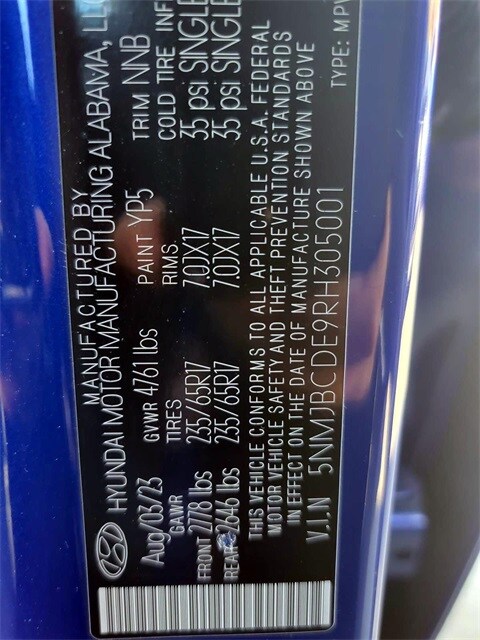 MANUFACTURED BY
HYUNDAI MOTOR MANUFACTURING ALABAMA, LLC
Aug/03/23 GVWR 4761 lbs PAINT YP5 TRIM NNB
GAWR TIRES RIMS COLD TIRE INF
FRONT 2778 lbs 235/65R17 7.0JX17 35 psi SINGLE
REAR 2646 lbs 235/65R17 7.0JX17 35 psi SINGLE
THIS VEHICLE CONFORMS TO ALL APPLICABLE U.S.A. FEDERAL
MOTOR VEHICLE SAFETY AND THEFT PREVENTION STANDARDS
IN EFFECT ON THE DATE OF MANUFACTURE SHOWN ABOVE
V.I.N 5NMJBCDE9RH305001 TYPE: MPV